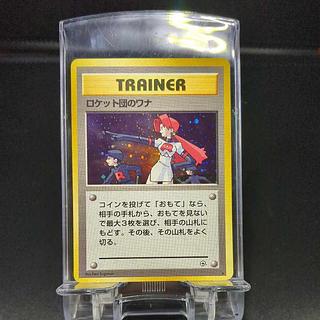 TRAINER
ロケット団のワナ
コインを投げて「おもて」なら、
相手の手札から、おもてを見ない
で最大3枚を選び、相手の山札に
もどす。その後、その山札をよく
切る。
Illus. Ken Sugimori